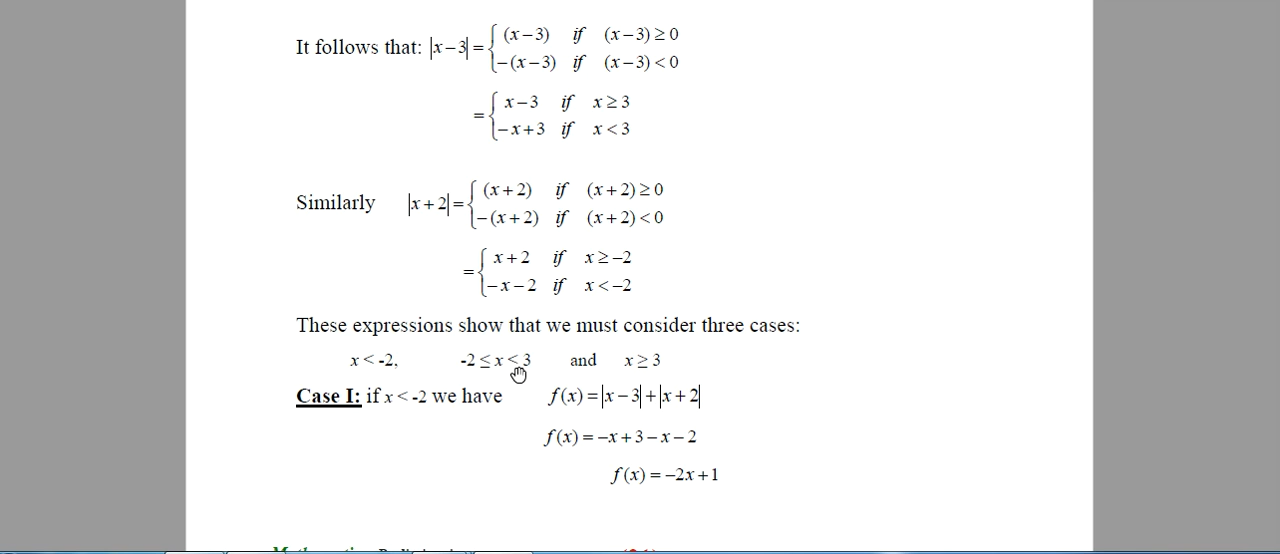 It follows that: |x−3| = { (x−3) if (x−3) ≥ 0
−(x−3) if (x−3) < 0
= { x−3 if x ≥ 3
−x+3 if x < 3
Similarly |x+2| = { (x+2) if (x+2) ≥ 0
−(x+2) if (x+2) < 0
= { x+2 if x ≥ −2
−x−2 if x < −2
These expressions show that we must consider three cases:
x < -2, -2 ≤ x < 3 and x ≥ 3
Case I: if x < -2 we have f(x) = |x−3| + |x+2|
f(x) = −x+3−x−2
f(x) = −2x+1